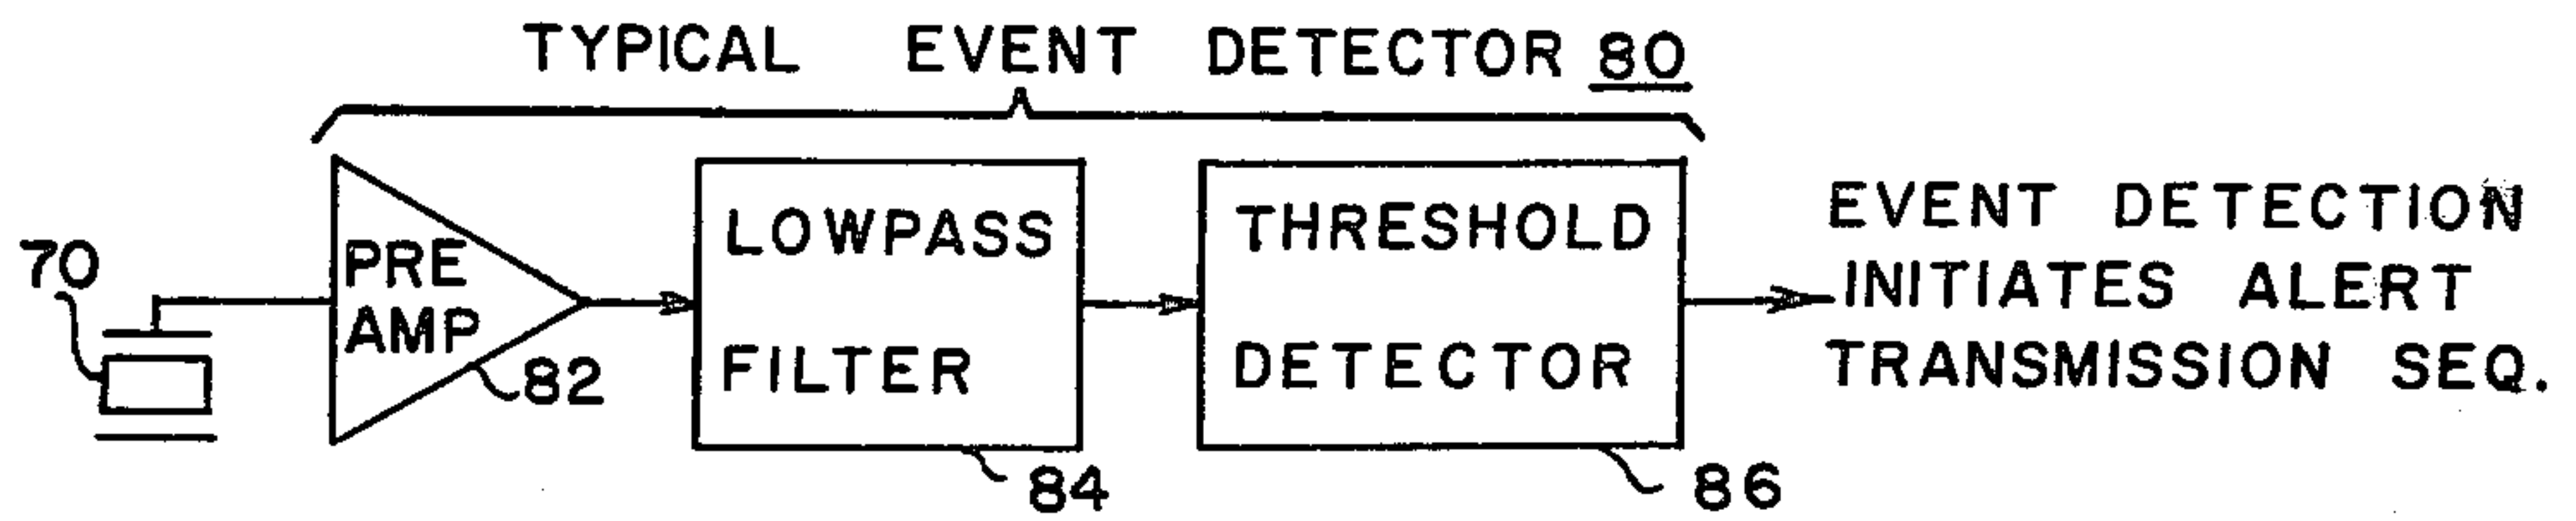 TYPICAL EVENT DETECTOR 80
70
PRE
AMP
82
LOWPASS
FILTER
84
THRESHOLD
DETECTOR
86
EVENT DETECTION
INITIATES ALERT
TRANSMISSION SEQ.